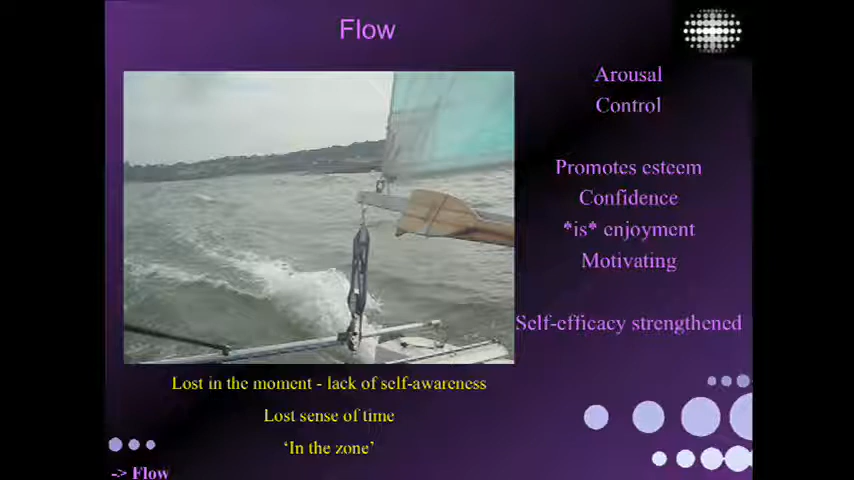 Flow
Arousal
Control
Promotes esteem
Confidence
*is* enjoyment
Motivating
Self-efficacy strengthened
Lost in the moment - lack of self-awareness
Lost sense of time
‘In the zone’
-> Flow